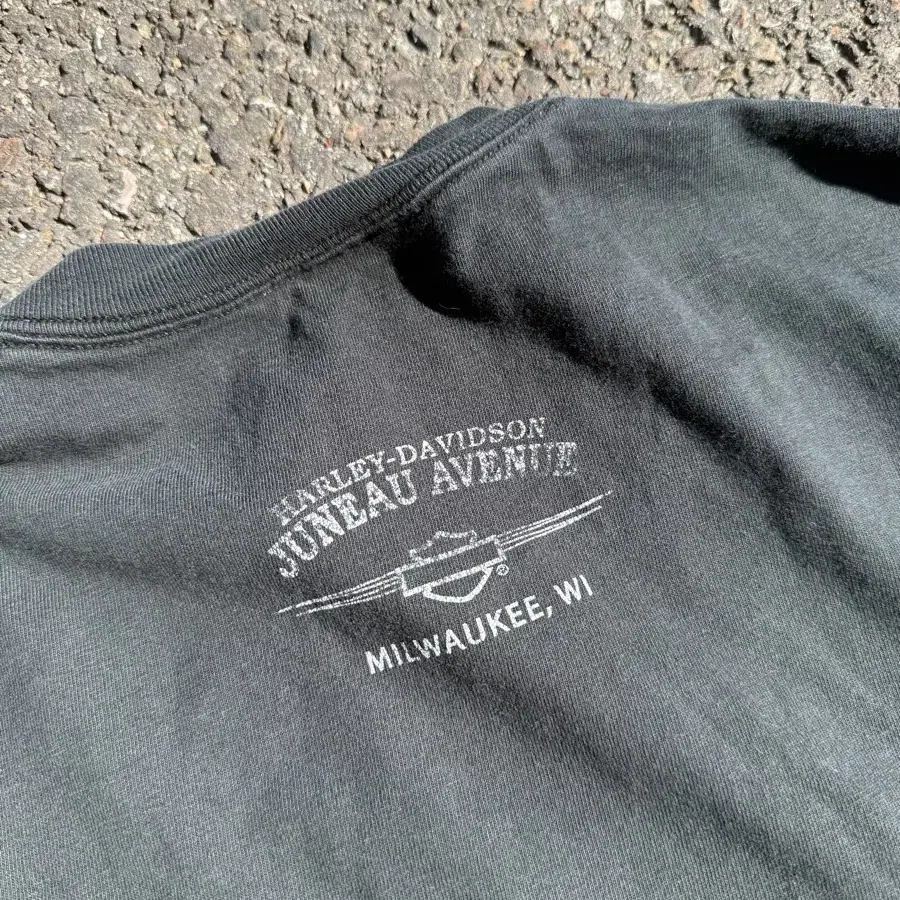 HARLEY-DAVIDSON
JUNEAU AVENUE
®
MILWAUKEE, WI